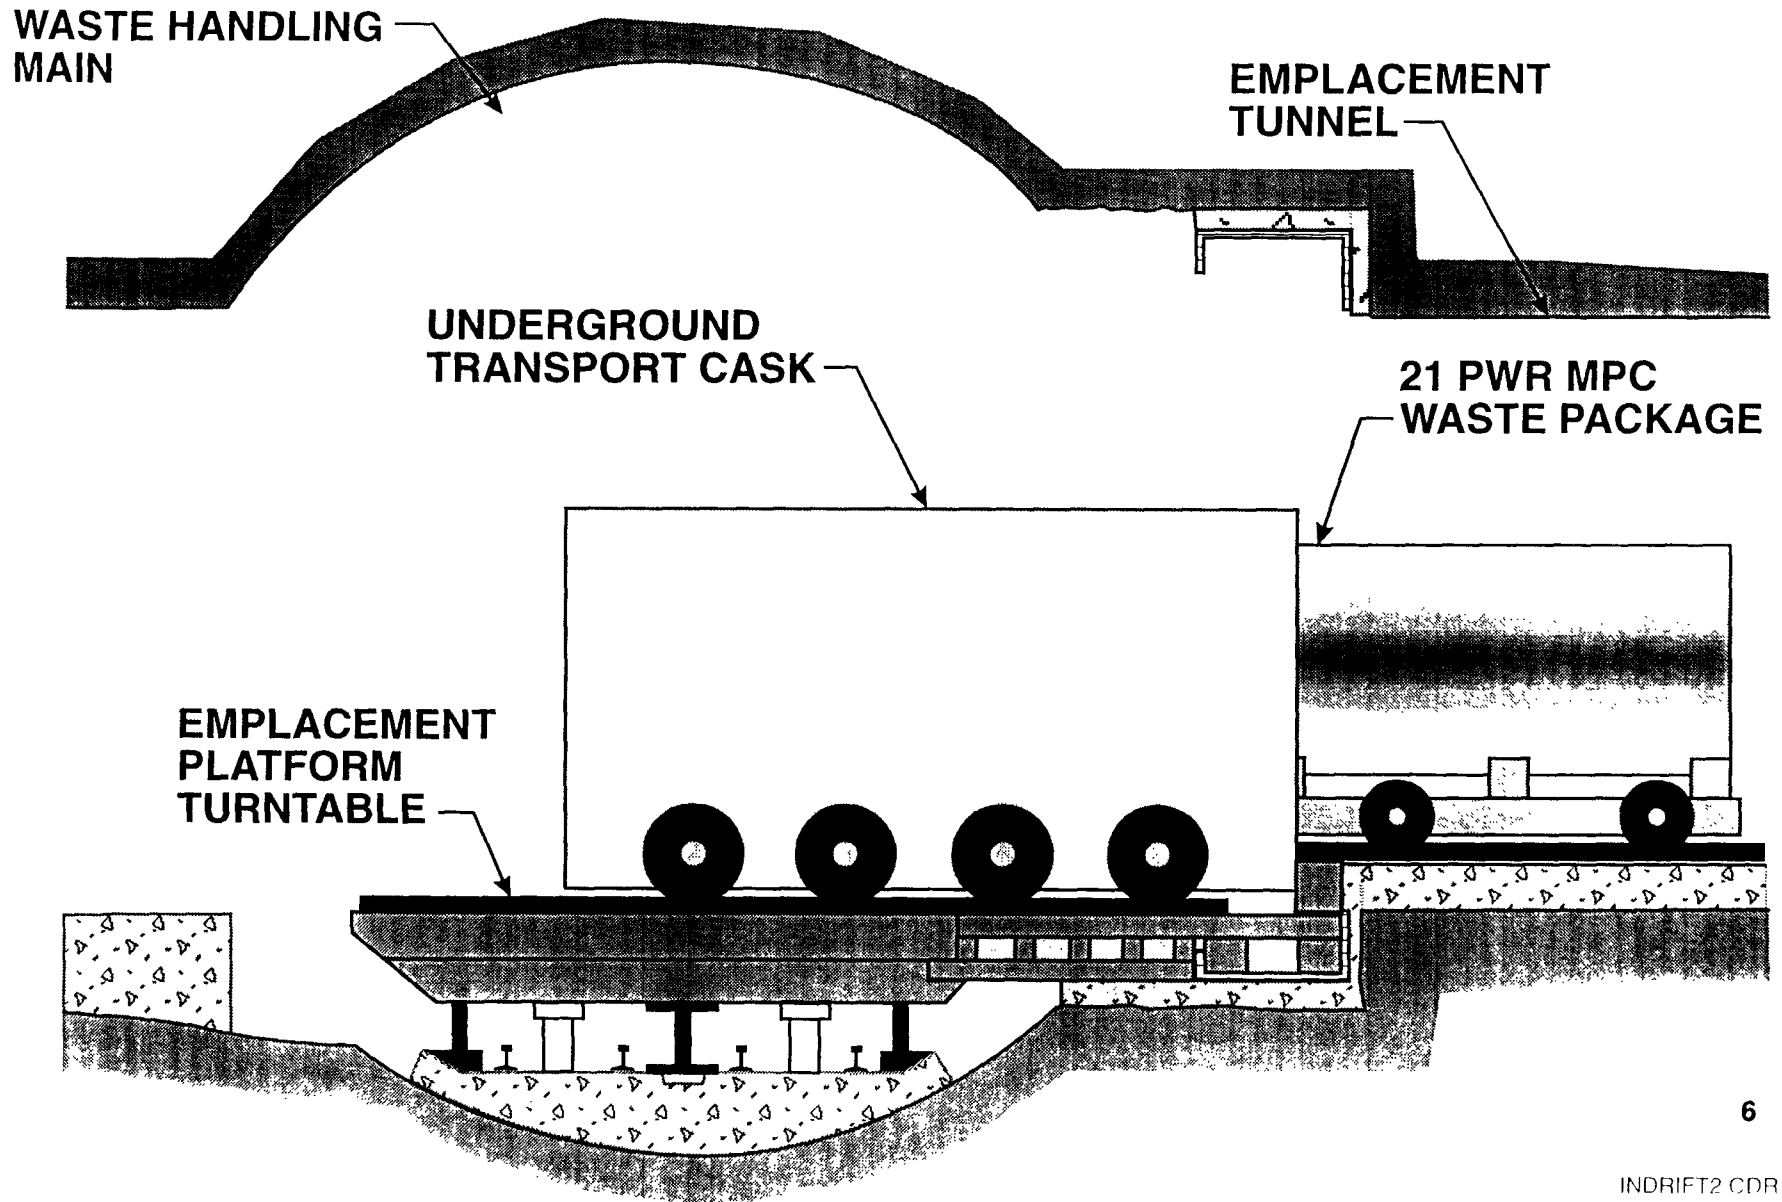 WASTE HANDLING
MAIN
EMPLACEMENT
TUNNEL
UNDERGROUND
TRANSPORT CASK
21 PWR MPC
WASTE PACKAGE
EMPLACEMENT
PLATFORM
TURNTABLE
6
INDRIFT2 CDR